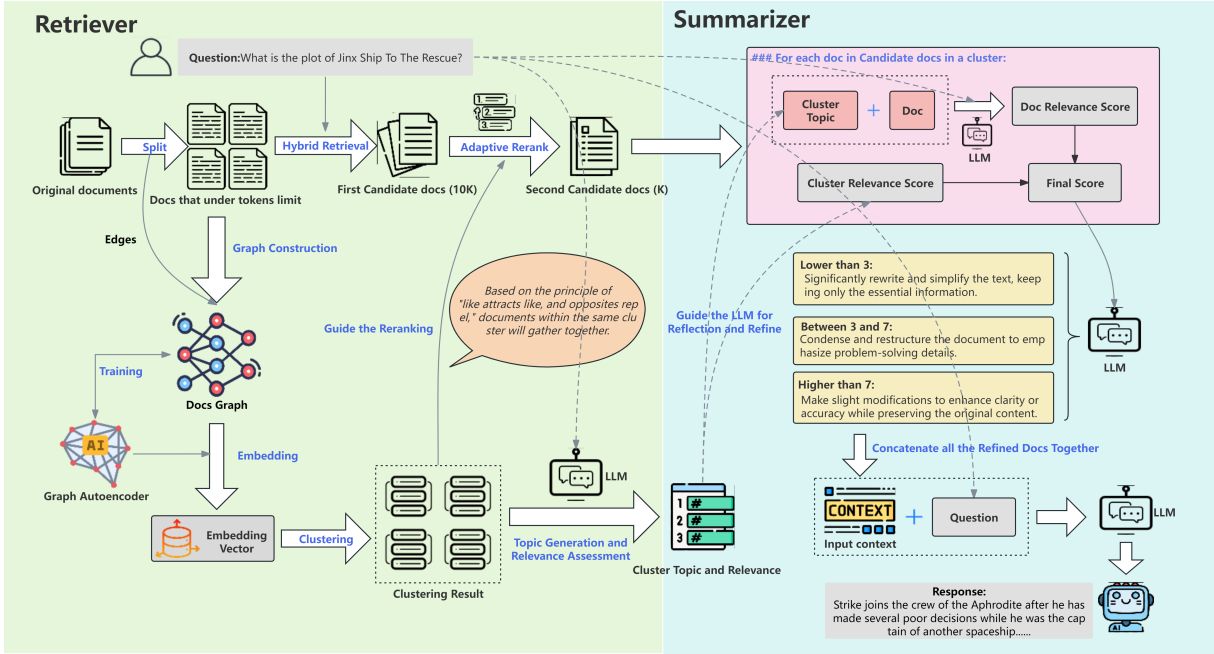 Retriever
Question:What is the plot of Jinx Ship To The Rescue?
Split
Hybrid Retrieval
1.
2.
3.
Adaptive Rerank
Original documents
Docs that under tokens limit
First Candidate docs (10K)
Second Candidate docs (K)
Edges
Graph Construction
Guide the Reranking
Based on the principle of
"like attracts like, and opposites rep
el," documents within the same clu
ster will gather together.
Training
Docs Graph
AI
Graph Autoencoder
Embedding
Embedding
Vector
Clustering
Clustering Result
LLM
Topic Generation and
Relevance Assessment
1 #
2 #
3 #
Cluster Topic and Relevance
Summarizer
### For each doc in Candidate docs in a cluster:
Cluster
Topic
+
Doc
LLM
Doc Relevance Score
Cluster Relevance Score
Final Score
Guide the LLM for
Reflection and Refine
Lower than 3:
Significantly rewrite and simplify the text, keep
ing only the essential information.
Between 3 and 7:
Condense and restructure the document to emp
hasize problem-solving details.
Higher than 7:
Make slight modifications to enhance clarity or
accuracy while preserving the original content.
LLM
Concatenate all the Refined Docs Together
CONTEXT
Input context
+
Question
LLM
Response:
Strike joins the crew of the Aphrodite after he has
made several poor decisions while he was the cap
tain of another spaceship......
AI